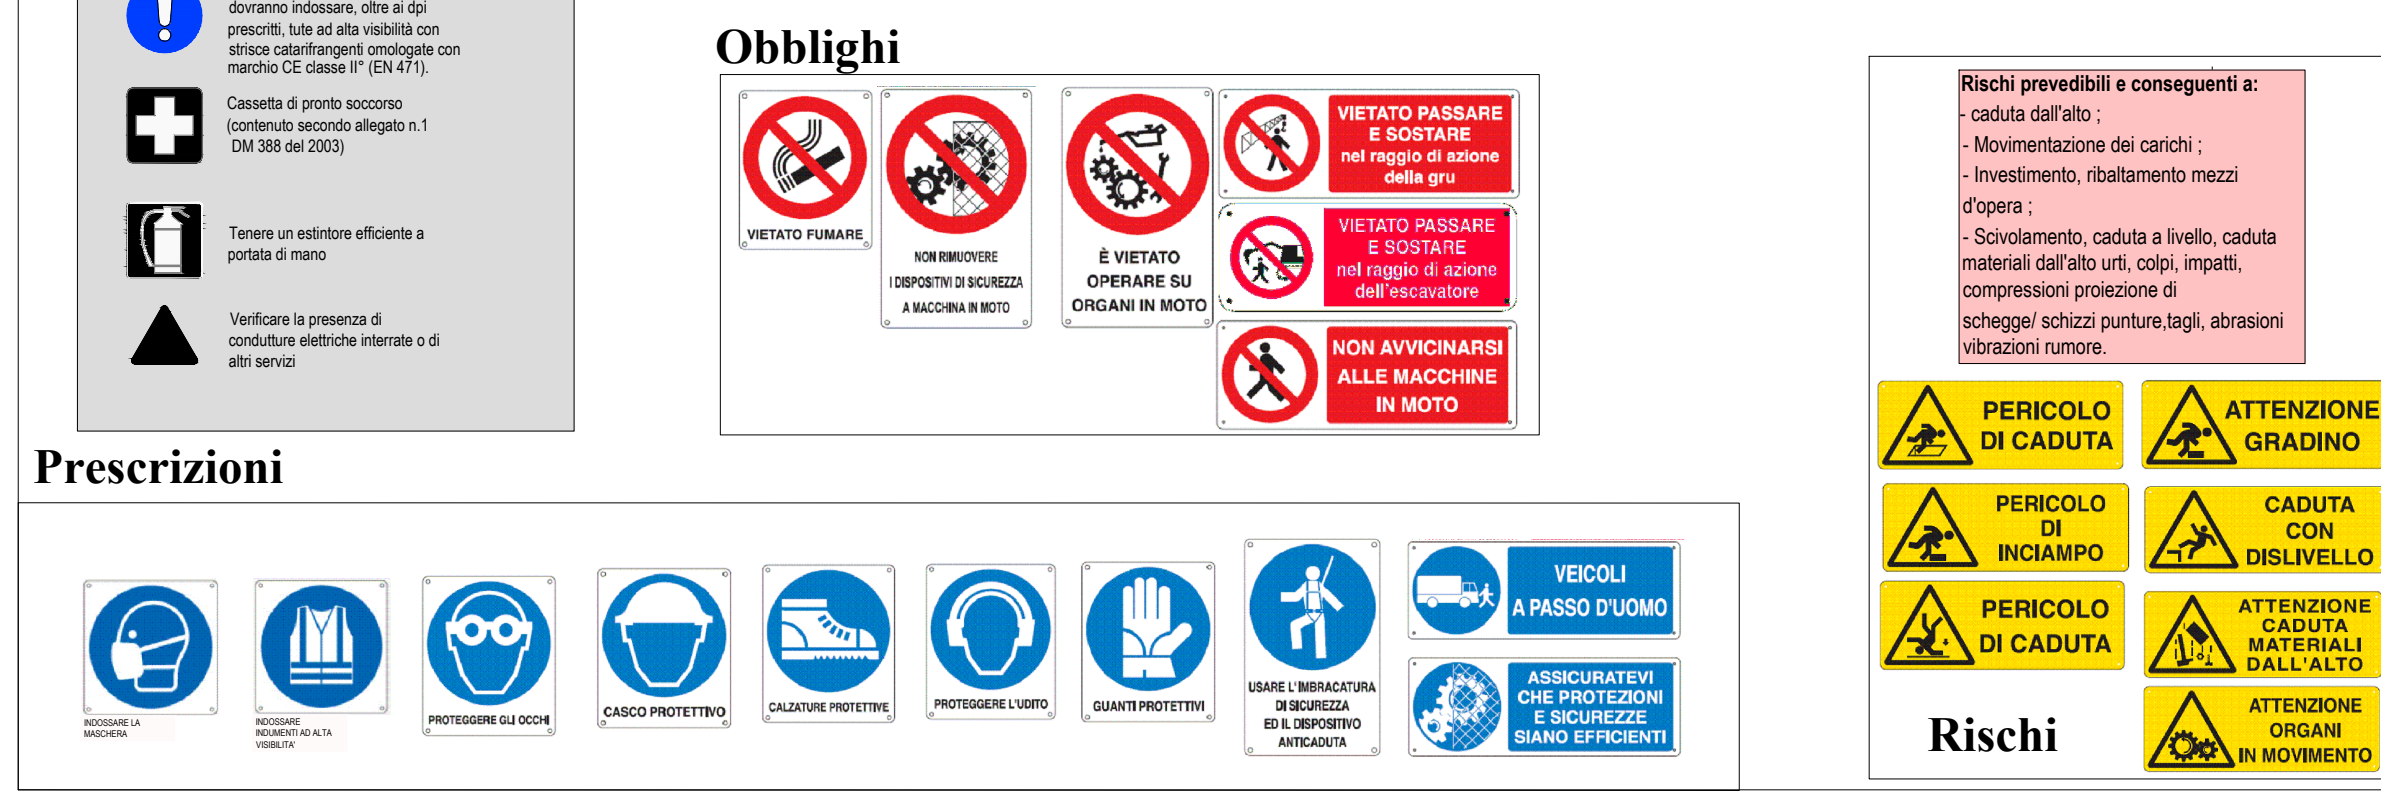 dovranno indossare, oltre ai dpi
prescritti, tute ad alta visibilità con
strisce catarifrangenti omologate con
marchio CE classe II° (EN 471).
Cassetta di pronto soccorso
(contenuto secondo allegato n.1
DM 388 del 2003)
Tenere un estintore efficiente a
portata di mano
Verificare la presenza di
condutture elettriche interrate o di
altri servizi
Obblighi
VIETATO FUMARE
NON RIMUOVERE
I DISPOSITIVI DI SICUREZZA
A MACCHINA IN MOTO
È VIETATO
OPERARE SU
ORGANI IN MOTO
VIETATO PASSARE
E SOSTARE
nel raggio di azione
della gru
VIETATO PASSARE
E SOSTARE
nel raggio di azione
dell'escavatore
NON AVVICINARSI
ALLE MACCHINE
IN MOTO
Prescrizioni
INDOSSARE LA
MASCHERA
INDOSSARE
INDUMENTI AD ALTA
VISIBILITA'
PROTEGGERE GLI OCCHI
CASCO PROTETTIVO
CALZATURE PROTETTIVE
PROTEGGERE L'UDITO
GUANTI PROTETTIVI
USARE L'IMBRACATURA
DI SICUREZZA
ED IL DISPOSITIVO
ANTICADUTA
VEICOLI
A PASSO D'UOMO
ASSICURATEVI
CHE PROTEZIONI
E SICUREZZE
SIANO EFFICIENTI
Rischi prevedibili e conseguenti a:
- caduta dall'alto ;
- Movimentazione dei carichi ;
- Investimento, ribaltamento mezzi
d'opera ;
- Scivolamento, caduta a livello, caduta
materiali dall'alto urti, colpi, impatti,
compressioni proiezione di
schegge/ schizzi punture,tagli, abrasioni
vibrazioni rumore.
PERICOLO
DI CADUTA
ATTENZIONE
GRADINO
PERICOLO
DI
INCIAMPO
CADUTA
CON
DISLIVELLO
PERICOLO
DI CADUTA
ATTENZIONE
CADUTA
MATERIALI
DALL'ALTO
ATTENZIONE
ORGANI
IN MOVIMENTO
Rischi